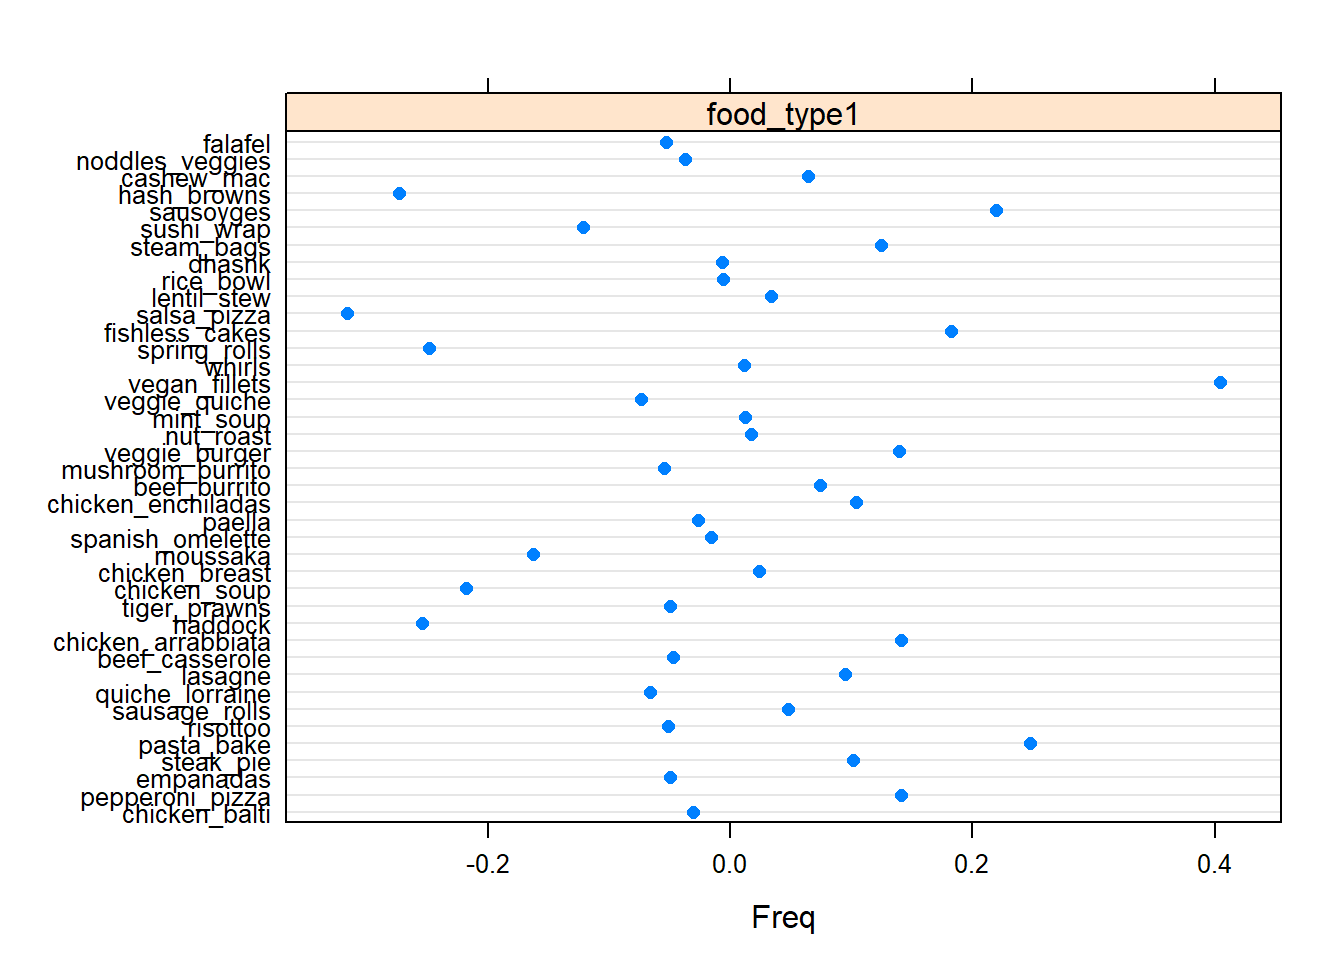 food_type1
falafel
noddles_veggies
cashew_mac
hash_browns
sausoyges
sushi_wrap
steam_bags
dhasnk
rice_bowl
lentil_stew
salsa_pizza
fishless_cakes
spring_rolls
whirls
vegan_fillets
veggie_quiche
mint_soup
nut_roast
veggie_burger
mushroom_burrito
beef_burrito
chicken_enchiladas
paella
spanish_omelette
moussaka
chicken_breast
chicken_soup
tiger_prawns
haddock
chicken_arrabbiata
beef_casserole
lasagne
quiche_lorraine
sausage_rolls
risottoo
pasta_bake
steak_pie
empanadas
pepperoni_pizza
chicken_balti
-0.2 0.0 0.2 0.4
Freq